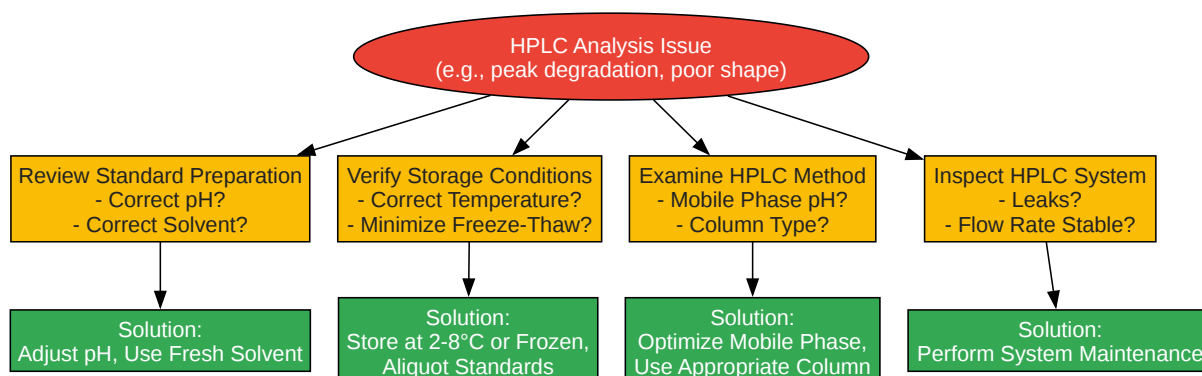 HPLC Analysis Issue
(e.g., peak degradation, poor shape)
Review Standard Preparation
- Correct pH?
- Correct Solvent?
Verify Storage Conditions
- Correct Temperature?
- Minimize Freeze-Thaw?
Examine HPLC Method
- Mobile Phase pH?
- Column Type?
Inspect HPLC System
- Leaks?
- Flow Rate Stable?
Solution:
Adjust pH, Use Fresh Solvent
Solution:
Store at 2-8°C or Frozen,
Aliquot Standards
Solution:
Optimize Mobile Phase,
Use Appropriate Column
Solution:
Perform System Maintenance